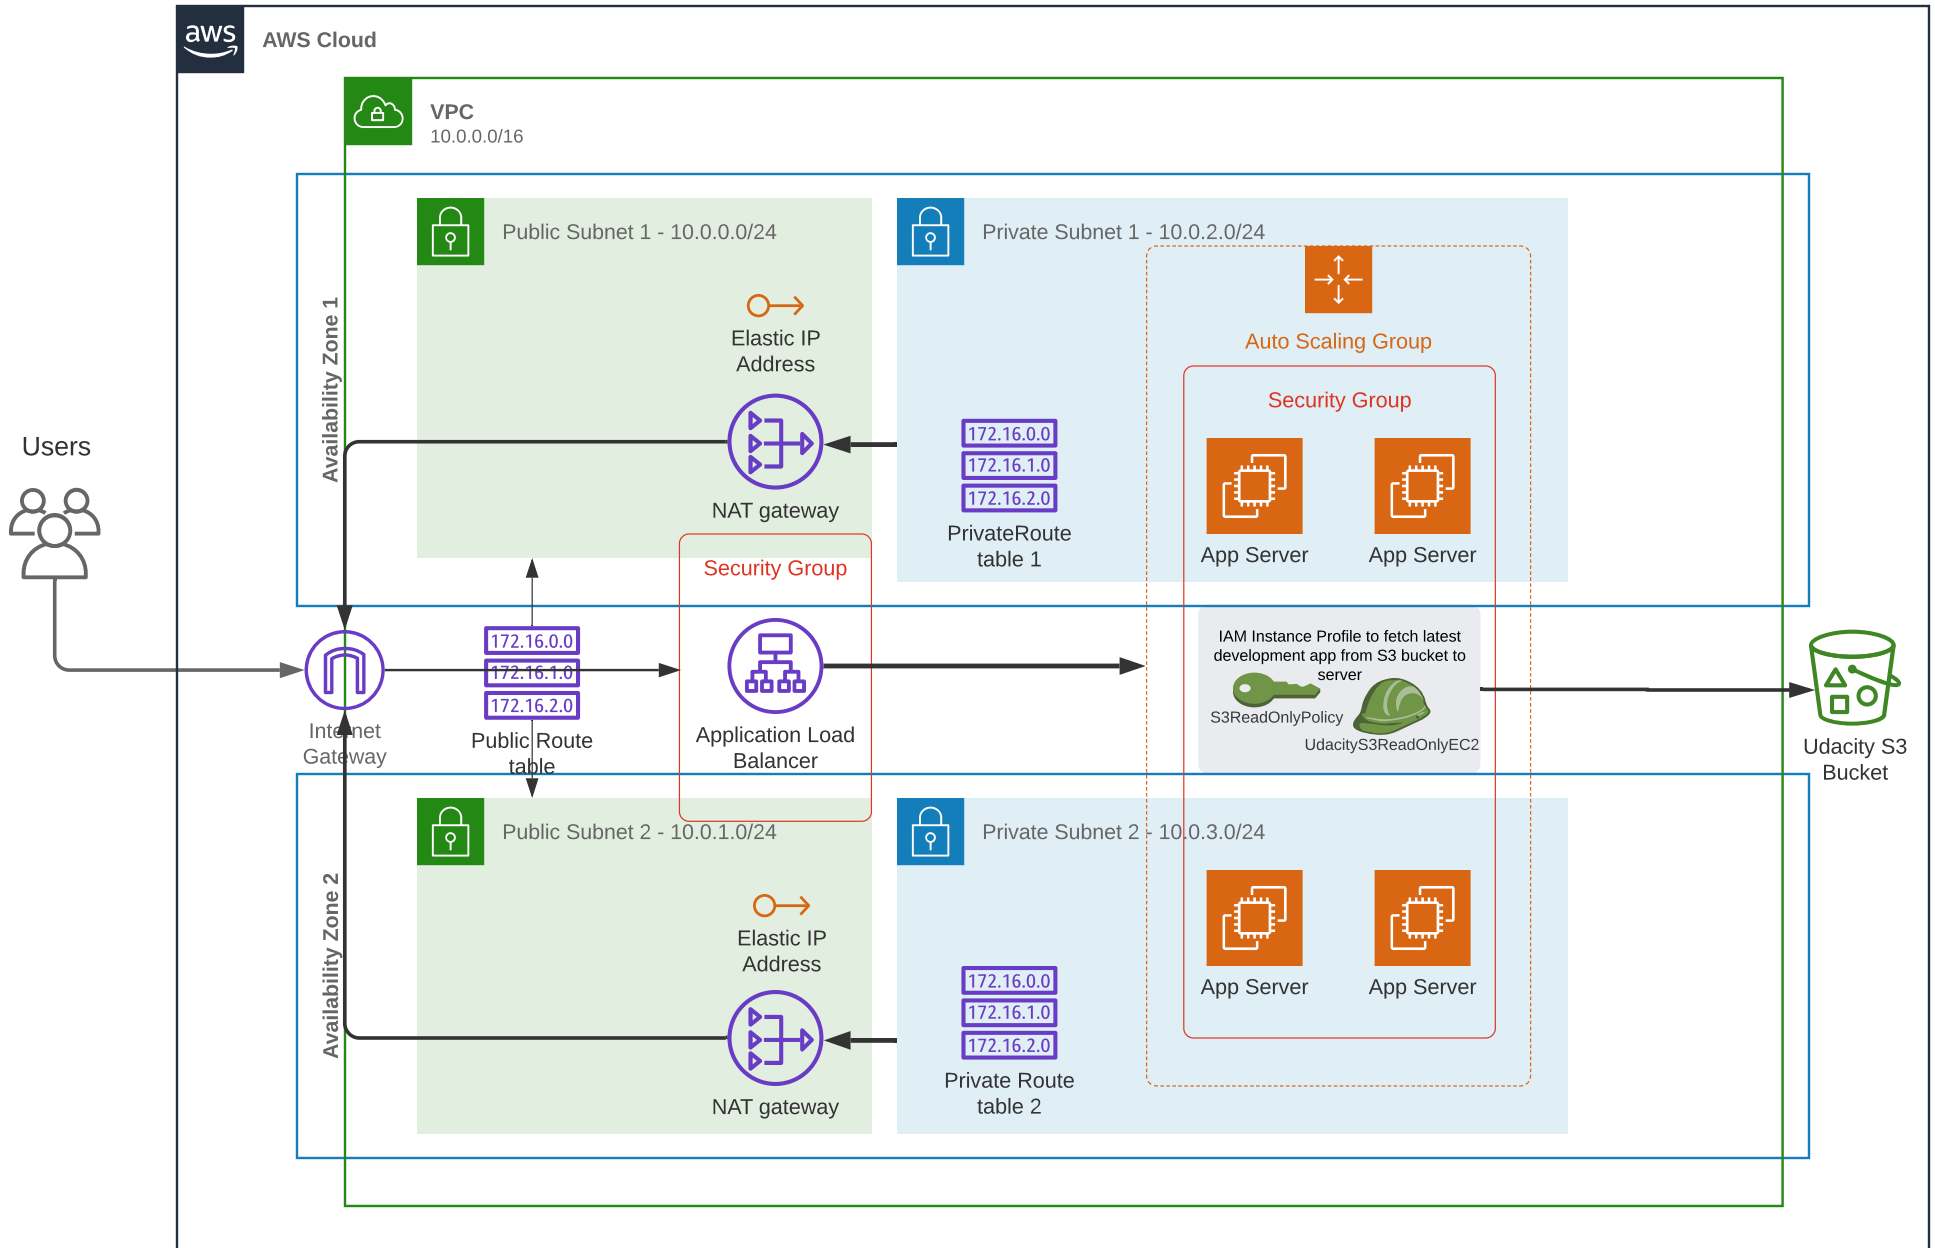 aws
AWS Cloud
VPC
10.0.0.0/16
Availability Zone 1
Public Subnet 1 - 10.0.0.0/24
Elastic IP
Address
NAT gateway
Private Subnet 1 - 10.0.2.0/24
Auto Scaling Group
Security Group
172.16.0.0
172.16.1.0
172.16.2.0
PrivateRoute
table 1
App Server
App Server
Users
Internet
Gateway
172.16.0.0
172.16.1.0
172.16.2.0
Public Route
table
Security Group
Application Load
Balancer
IAM Instance Profile to fetch latest
development app from S3 bucket to
server
S3ReadOnlyPolicy
UdacityS3ReadOnlyEC2
Udacity S3
Bucket
Availability Zone 2
Public Subnet 2 - 10.0.1.0/24
Elastic IP
Address
NAT gateway
Private Subnet 2 - 10.0.3.0/24
172.16.0.0
172.16.1.0
172.16.2.0
Private Route
table 2
App Server
App Server